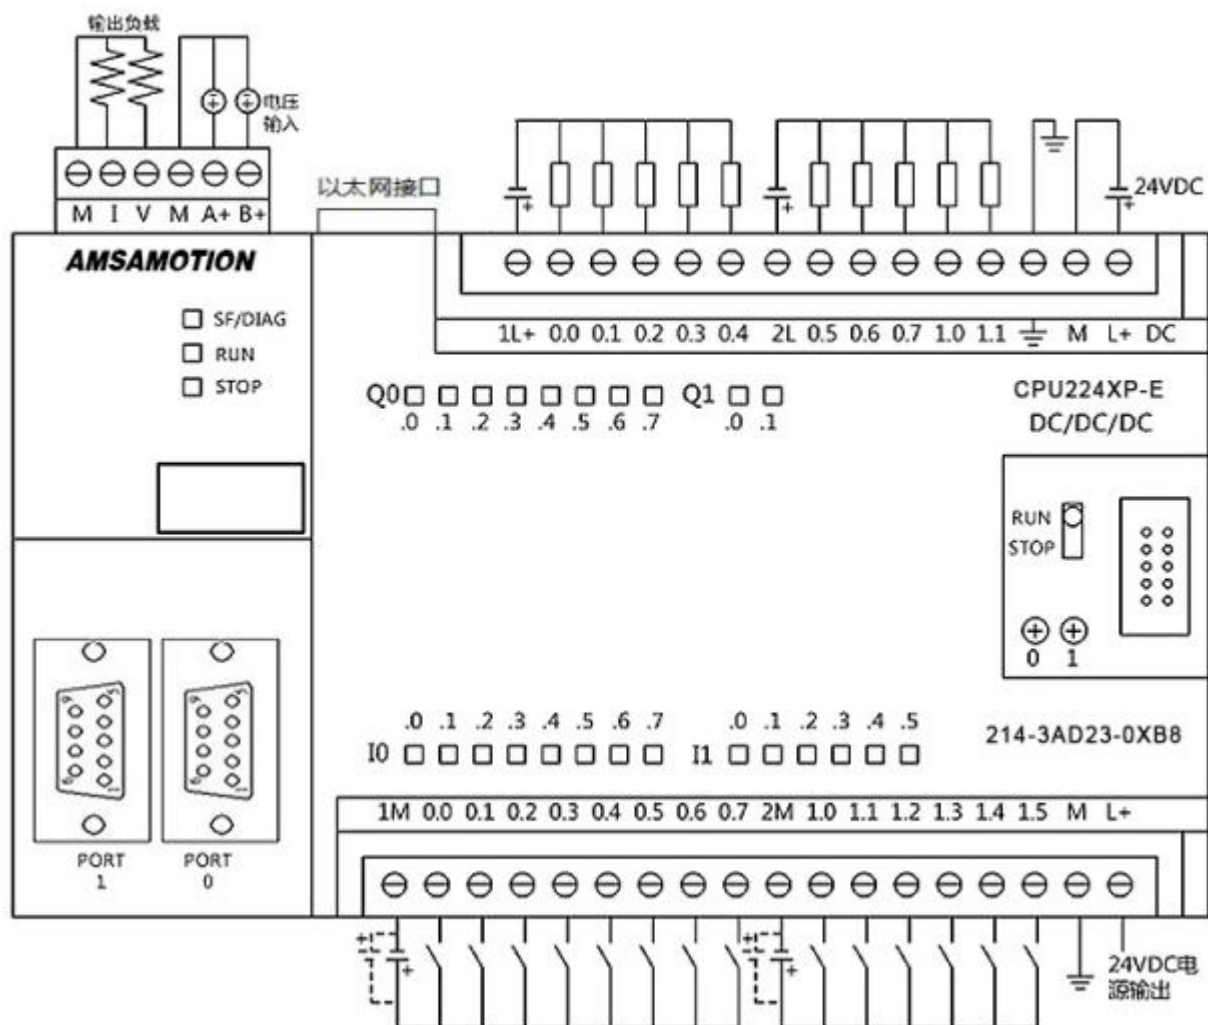 输出负载
电压
输入
M I V M A+ B+
以太网接口
24VDC
AMSAMOTION
SF/DIAG
RUN
STOP
1L+ 0.0 0.1 0.2 0.3 0.4 2L 0.5 0.6 0.7 1.0 1.1 M L+ DC
Q0 Q1
.0 .1 .2 .3 .4 .5 .6 .7 .0 .1
CPU224XP-E
DC/DC/DC
RUN
STOP
0 1
.0 .1 .2 .3 .4 .5 .6 .7 .0 .1 .2 .3 .4 .5
I0 I1
214-3AD23-0XB8
1M 0.0 0.1 0.2 0.3 0.4 0.5 0.6 0.7 2M 1.0 1.1 1.2 1.3 1.4 1.5 M L+
PORT
1
PORT
0
24VDC电
源输出